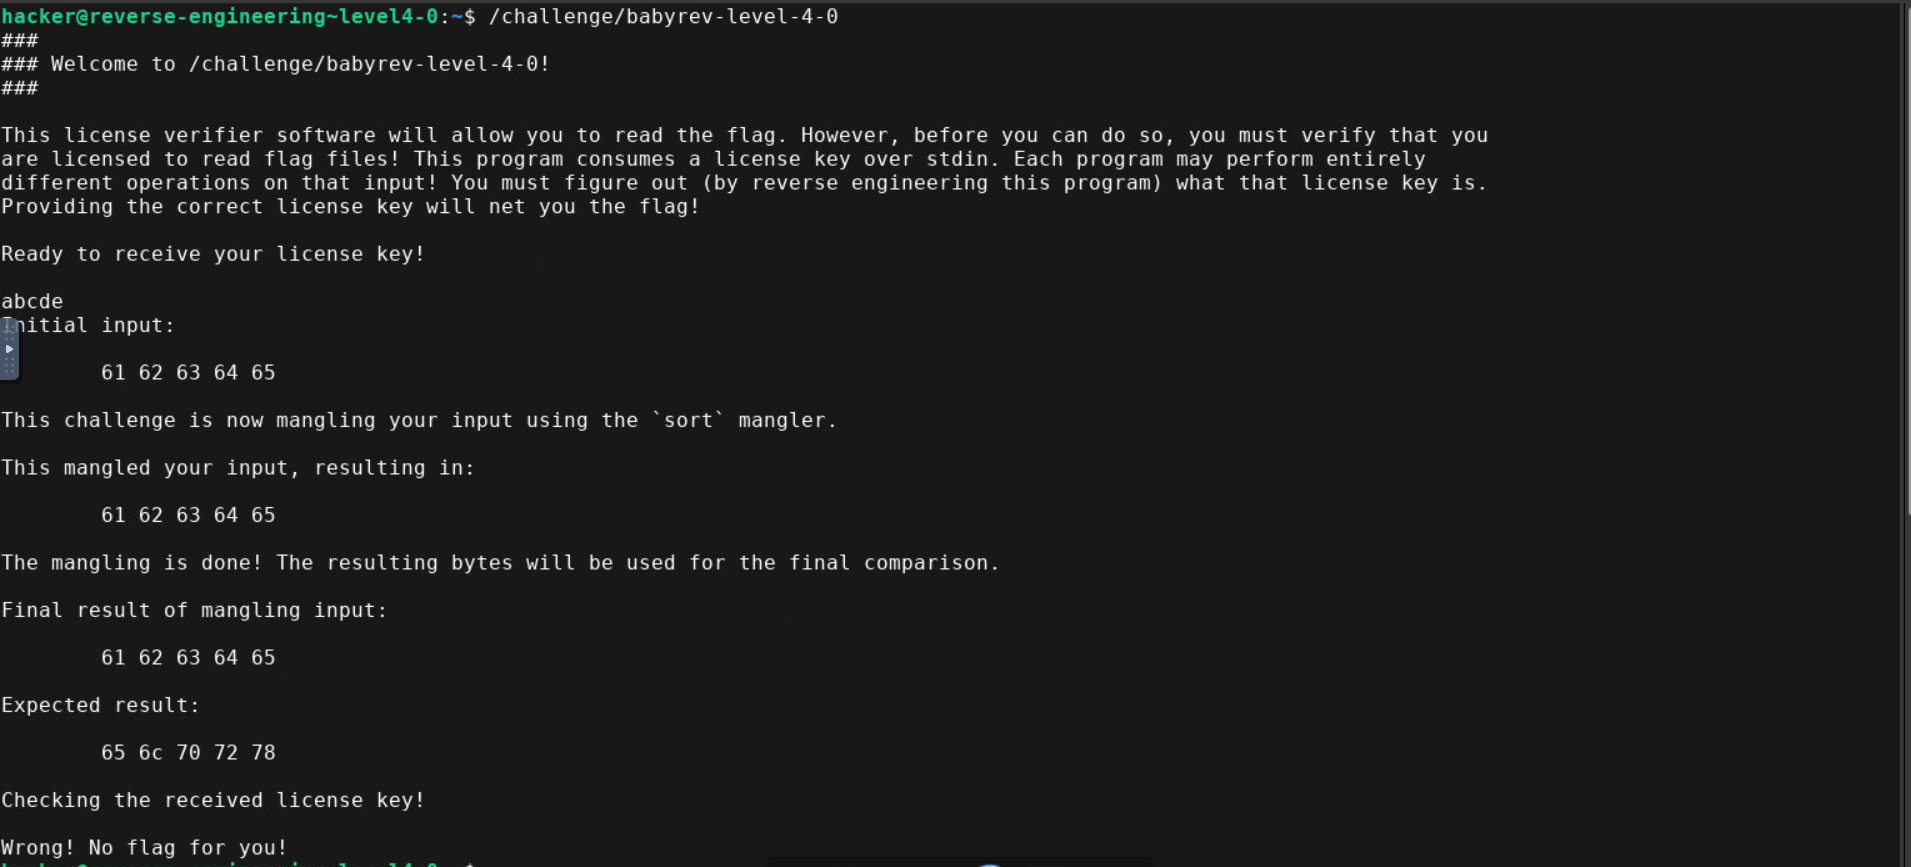 hacker@reverse-engineering~level4-0:~$ /challenge/babyrev-level-4-0
###
### Welcome to /challenge/babyrev-level-4-0!
###
This license verifier software will allow you to read the flag. However, before you can do so, you must verify that you
are licensed to read flag files! This program consumes a license key over stdin. Each program may perform entirely
different operations on that input! You must figure out (by reverse engineering this program) what that license key is.
Providing the correct license key will net you the flag!
Ready to receive your license key!
abcde
Initial input:
61 62 63 64 65
This challenge is now mangling your input using the `sort` mangler.
This mangled your input, resulting in:
61 62 63 64 65
The mangling is done! The resulting bytes will be used for the final comparison.
Final result of mangling input:
61 62 63 64 65
Expected result:
65 6c 70 72 78
Checking the received license key!
Wrong! No flag for you!